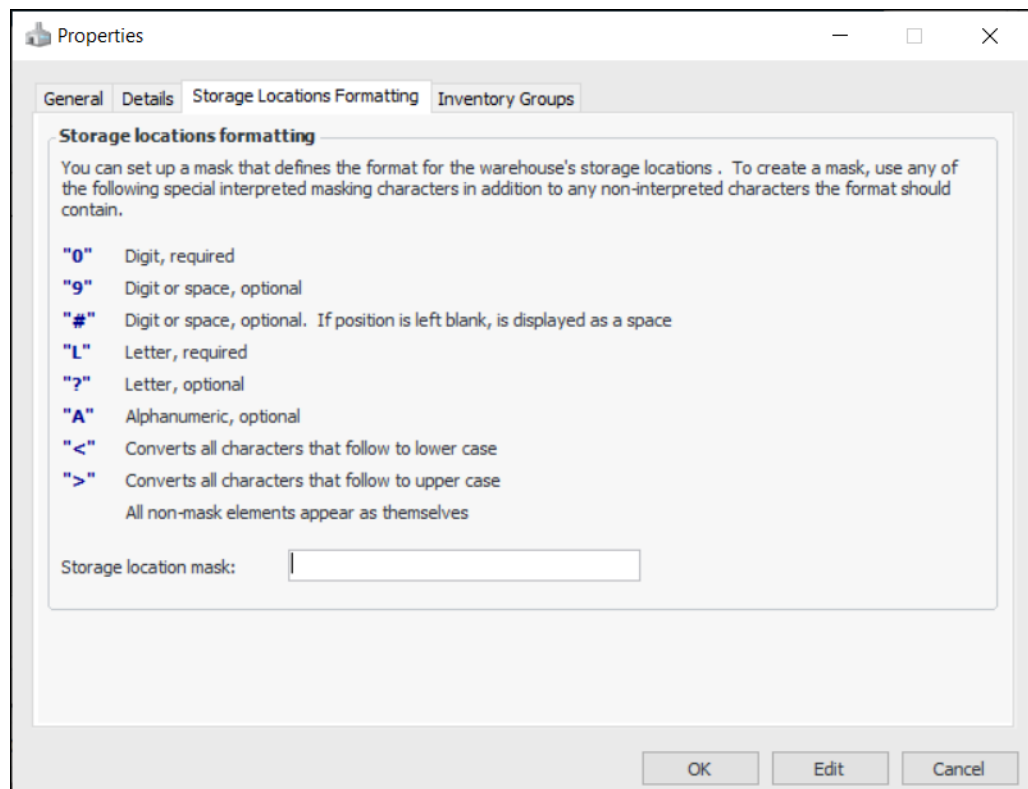 Properties
General Details Storage Locations Formatting Inventory Groups
Storage locations formatting
You can set up a mask that defines the format for the warehouse's storage locations .  To create a mask, use any of
the following special interpreted masking characters in addition to any non-interpreted characters the format should
contain.
"0" Digit, required
"9" Digit or space, optional
"#" Digit or space, optional.  If position is left blank, is displayed as a space
"L" Letter, required
"?" Letter, optional
"A" Alphanumeric, optional
"<" Converts all characters that follow to lower case
">" Converts all characters that follow to upper case
All non-mask elements appear as themselves
Storage location mask:
OK Edit Cancel